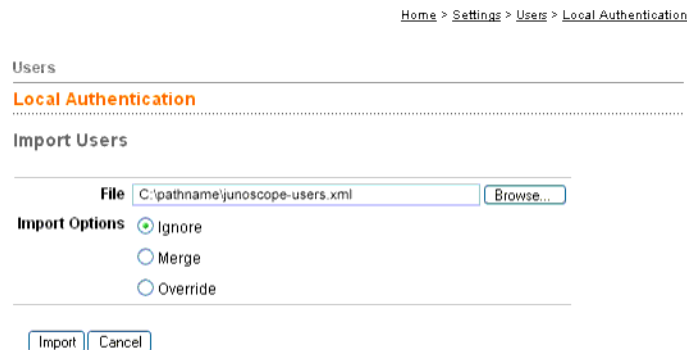 Home > Settings > Users > Local Authentication
Users
Local Authentication
Import Users
File C:\pathname\junoscope-users.xml Browse...
Import Options Ignore
Merge
Override
Import Cancel